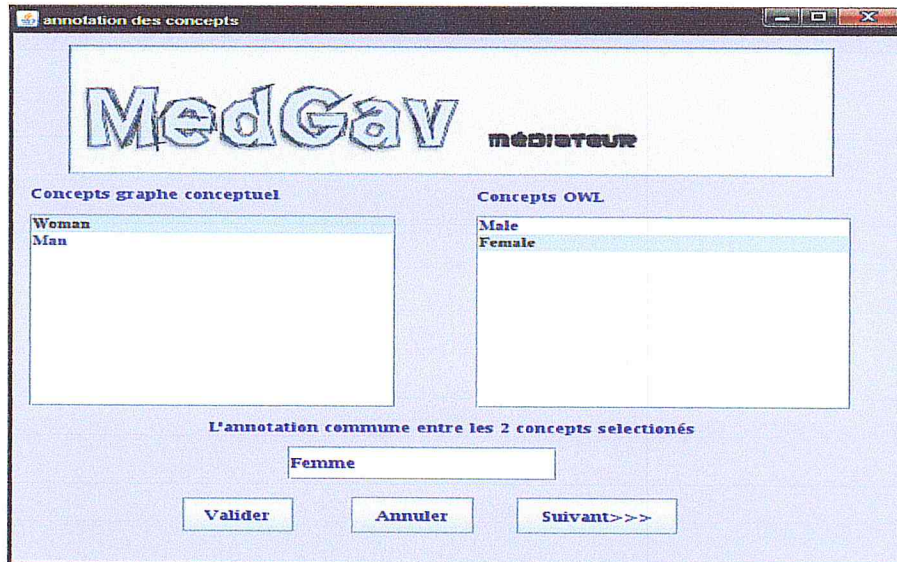 annotation des concepts
MedGav MéDIATEUR
Concepts graphe conceptuel
Woman
Man
Concepts OWL
Male
Female
L'annotation commune entre les 2 concepts selectionés
Femme
Valider Annuler Suivant>>>